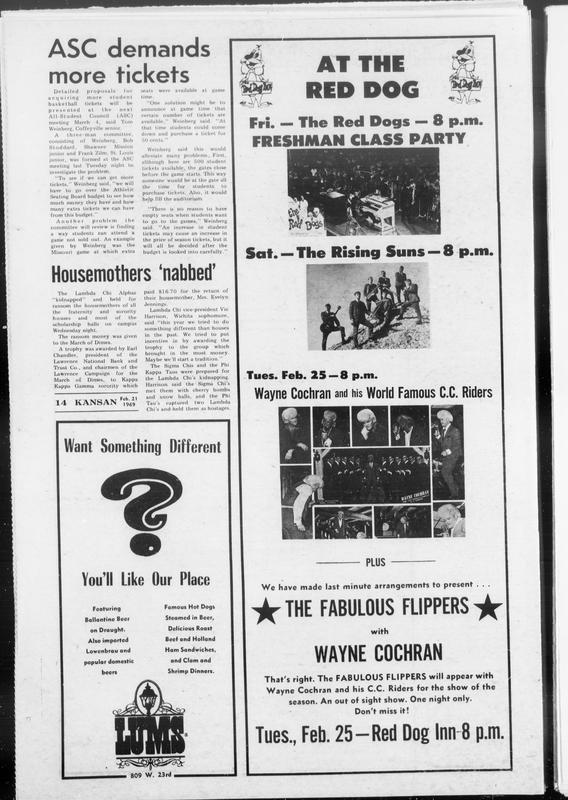 ASC demands
more tickets
Detailed proposals for
acquiring more student
basketball tickets will be
presented at the next
All-Student Council (ASC)
meeting March 4, said Tom
Weinberg, Coffeyville senior.
A three-man committee,
consisting of Weinberg, Bob
Stoddard, Shawnee Mission
junior and Frank Zilm, St. Louis
junior, was formed at the ASC
meeting last Tuesday night to
investigate the problem.
"To see if we can get more
tickets," Weinberg said, "we will
have to go over the Athletic
Seating Board budget to see how
much money they have and how
many extra tickets we can have
from this budget."
Another problem the
committee will review is finding
a way students can attend a
game not sold out. An example
given by Weinberg was the
Missouri game at which extra
seats were available at game
time.
"One solution might be to
announce at game time that
certain number of tickets are
available," Weinberg said. "At
that time students could come
down and purchase a ticket for
50 cents."
Weinberg said this would
alleviate many problems. First,
although there are 500 student
tickets available, the gates close
before the game starts. This way
someone would be at the gate all
the time for students to
purchase tickets. Also, it would
help fill the auditorium.
"There is no reason to have
empty seats when students want
to go to the games," Weinberg
said. "An increase in student
tickets may cause an increase in
the price of season tickets, but it
will all be decided after the
budget is looked into carefully."
Housemothers 'nabbed'
The Lambda Chi Alphas
"kidnapped" and held for
ransom the housemothers of all
the fraternity and sorority
houses and most of the
scholarship halls on campus
Wednesday night.
The ransom money was given
to the March of Dimes.
A trophy was awarded by Earl
Chandler, president of the
Lawrence National Bank and
Trust Co., and chairman of the
Lawrence Campaign for the
March of Dimes, to Kappa
Kappa Gamma sorority which
paid $16.70 for the return of
their housemother, Mrs. Evelyn
Jennings.
Lambda Chi vice-president Vic
Harrison, Wichita sophomore,
said "this year we tried to do
something different than houses
in the past. We tried to put
incentive in by awarding the
trophy to the group which
brought in the most money.
Maybe we'll start a tradition."
The Sigma Chis and the Phi
Kappa Taus were prepared for
the Lambda Chi's kidnapping.
Harrison said the Sigma Chi's
met them with cherry bombs
and snow balls, and the Phi
Tau's captured two Lambda
Chi's and held them as hostages.
14 KANSAN Feb. 21
1969
Want Something Different
?
You'll Like Our Place
Featuring
Ballantine Beer
on Draught.
Also imported
Lowenbrau and
popular domestic
beers
Famous Hot Dogs
Steamed in Beer,
Delicious Roast
Beef and Holland
Ham Sandwiches,
and Clam and
Shrimp Dinners.
LUMS
809 W. 23rd
AT THE
RED DOG
Fri. — The Red Dogs — 8 p.m.
FRESHMAN CLASS PARTY
Red Dogs
Sat. — The Rising Suns — 8 p.m.
Tues. Feb. 25 — 8 p.m.
Wayne Cochran and his World Famous C.C. Riders
WAYNE COCHRAN
PLUS
We have made last minute arrangements to present . . .
★ THE FABULOUS FLIPPERS ★
with
WAYNE COCHRAN
That's right. The FABULOUS FLIPPERS will appear with
Wayne Cochran and his C.C. Riders for the show of the
season. An out of sight show. One night only.
Don't miss it!
Tues., Feb. 25 — Red Dog Inn – 8 p.m.